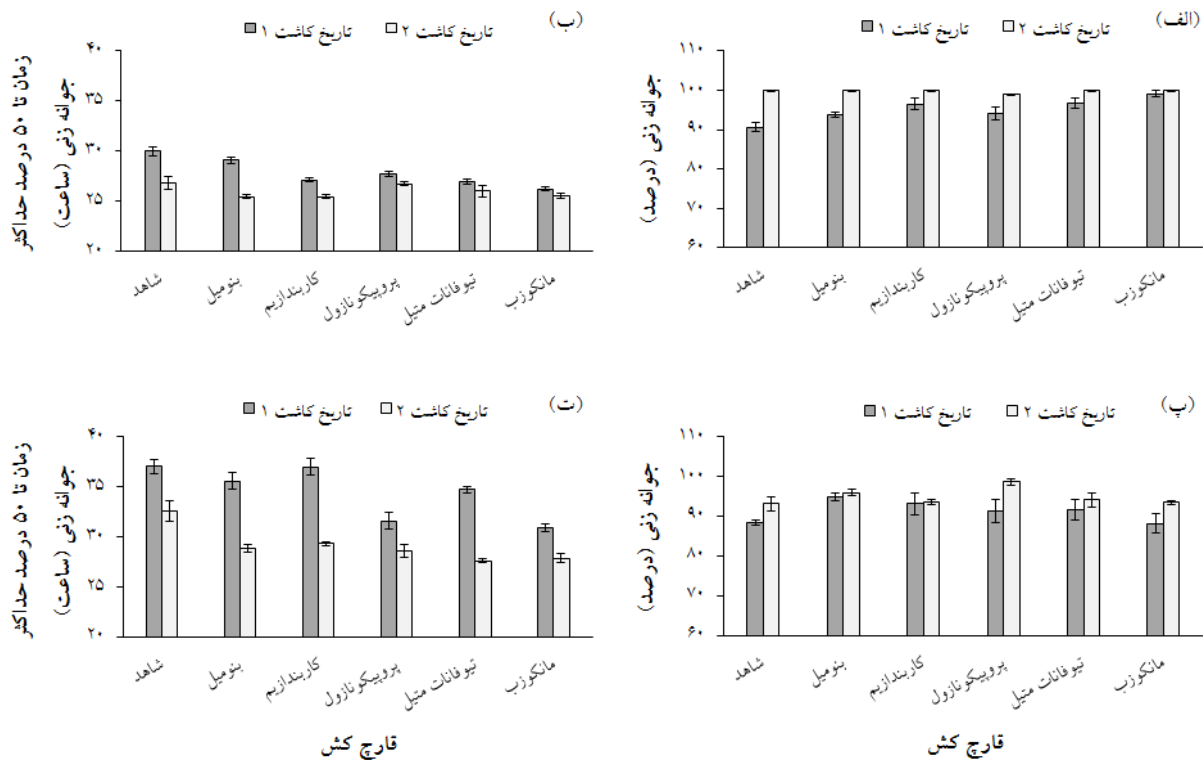 (الف)
تاریخ کاشت ۱
تاریخ کاشت ۲
جوانه زنی (درصد)
۱۱۰
۱۰۰
۹۰
۸۰
۷۰
۶۰
شاهد
بنومیل
کاربندازیم
پروپیکونازول
تیوفانات متیل
مانکوزب
(ب)
تاریخ کاشت ۱
تاریخ کاشت ۲
زمان تا ۵۰ درصد حداکثر
جوانه زنی (ساعت)
۴۰
۳۵
۳۰
۲۵
۲۰
شاهد
بنومیل
کاربندازیم
پروپیکونازول
تیوفانات متیل
مانکوزب
(پ)
تاریخ کاشت ۱
تاریخ کاشت ۲
جوانه زنی (درصد)
۱۱۰
۱۰۰
۹۰
۸۰
۷۰
۶۰
شاهد
بنومیل
کاربندازیم
پروپیکونازول
تیوفانات متیل
مانکوزب
قارچ کش
(ت)
تاریخ کاشت ۱
تاریخ کاشت ۲
زمان تا ۵۰ درصد حداکثر
جوانه زنی (ساعت)
۴۰
۳۵
۳۰
۲۵
۲۰
شاهد
بنومیل
کاربندازیم
پروپیکونازول
تیوفانات متیل
مانکوزب
قارچ کش